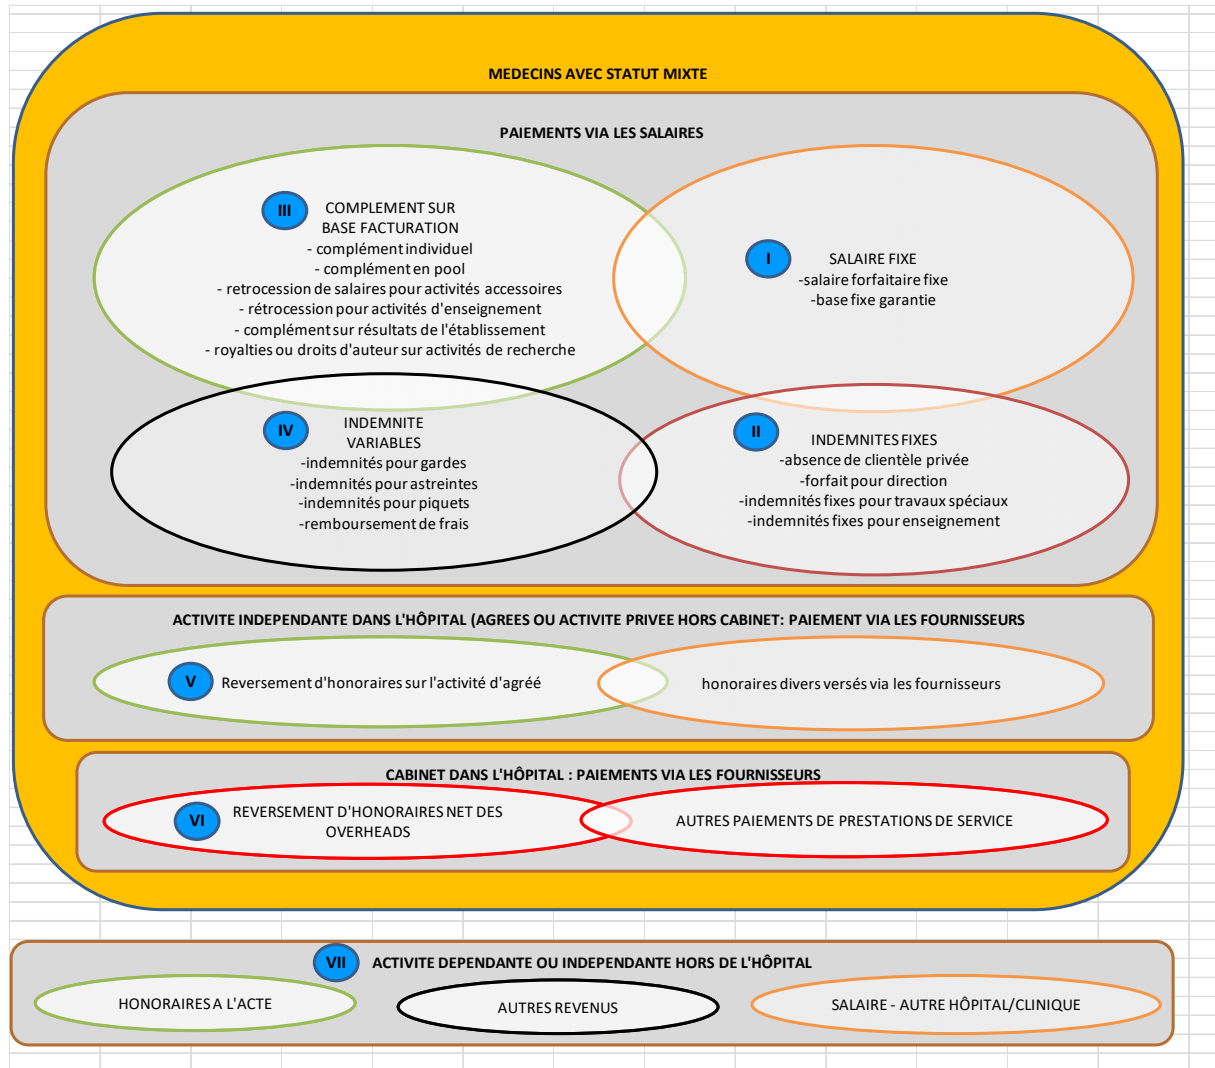 MEDECINS AVEC STATUT MIXTE
PAIEMENTS VIA LES SALAIRES
III
COMPLEMENT SUR
BASE FACTURATION
- complément individuel
- complément en pool
- retrocession de salaires pour activités accessoires
- rétrocession pour activités d'enseignement
- complément sur résultats de l'établissement
- royalties ou droits d'auteur sur activités de recherche
I
SALAIRE FIXE
-salaire forfaitaire fixe
-base fixe garantie
IV
INDEMNITE
VARIABLES
-indemnités pour gardes
-indemnités pour astreintes
-indemnités pour piquets
-remboursement de frais
II
INDEMNITES FIXES
-absence de clientèle privée
-forfait pour direction
-indemnités fixes pour travaux spéciaux
-indemnités fixes pour enseignement
ACTIVITE INDEPENDANTE DANS L'HÔPITAL (AGREES OU ACTIVITE PRIVEE HORS CABINET: PAIEMENT VIA LES FOURNISSEURS
V
Reversement d'honoraires sur l'activité d'agréé
honoraires divers versés via les fournisseurs
CABINET DANS L'HÔPITAL : PAIEMENTS VIA LES FOURNISSEURS
VI
REVERSEMENT D'HONORAIRES NET DES
OVERHEADS
AUTRES PAIEMENTS DE PRESTATIONS DE SERVICE
VII
ACTIVITE DEPENDANTE OU INDEPENDANTE HORS DE L'HÔPITAL
HONORAIRES A L'ACTE
AUTRES REVENUS
SALAIRE - AUTRE HÔPITAL/CLINIQUE